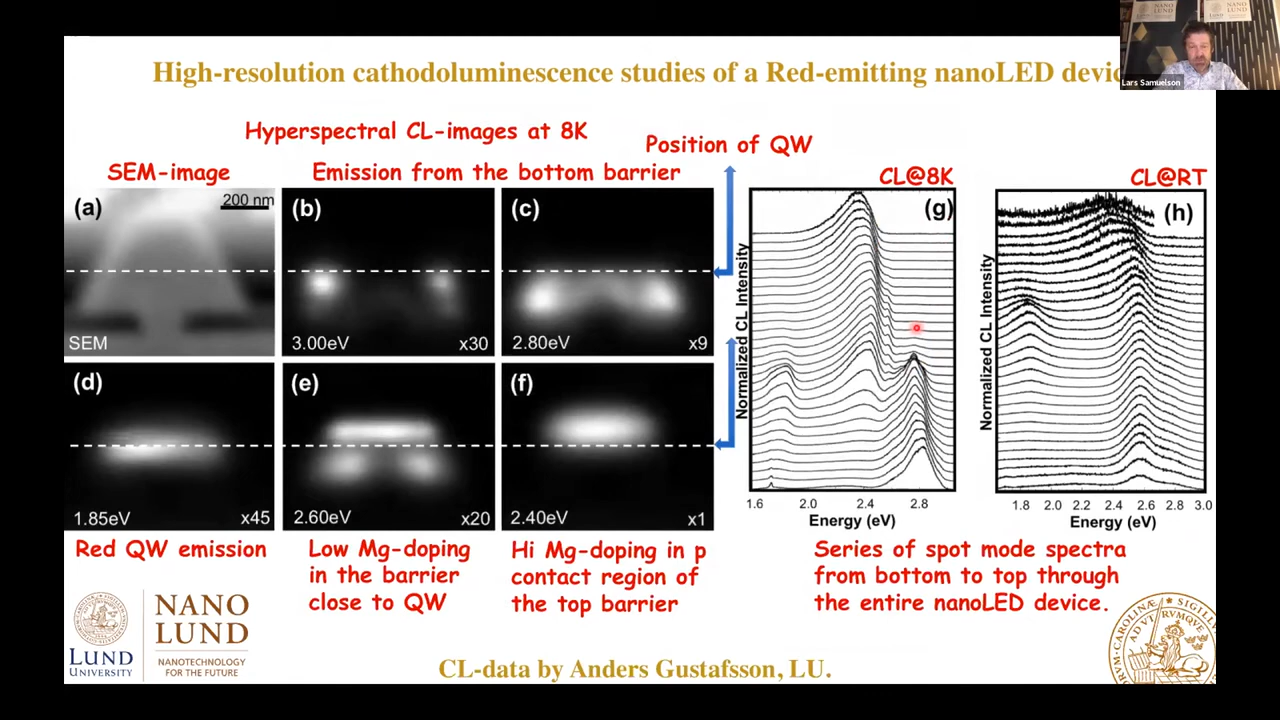 High-resolution cathodoluminescence studies of a Red-emitting nanoLED devic
Lars Samuelson
Hyperspectral CL-images at 8K
Position of QW
SEM-image
Emission from the bottom barrier
CL@8K
CL@RT
(a)
200 nm
SEM
(b)
3.00eV
x30
(c)
2.80eV
x9
(d)
1.85eV
x45
(e)
2.60eV
x20
(f)
2.40eV
x1
(g)
Normalized CL Intensity
1.6 2.0 2.4 2.8
Energy (eV)
(h)
Normalized CL Intensity
1.8 2.0 2.2 2.4 2.6 2.8 3.0
Energy (eV)
Red QW emission
Low Mg-doping
in the barrier
close to QW
Hi Mg-doping in p
contact region of
the top barrier
Series of spot mode spectra
from bottom to top through
the entire nanoLED device.
LUND
UNIVERSITY
NANO
LUND
NANOTECHNOLOGY
FOR THE FUTURE
CL-data by Anders Gustafsson, LU.